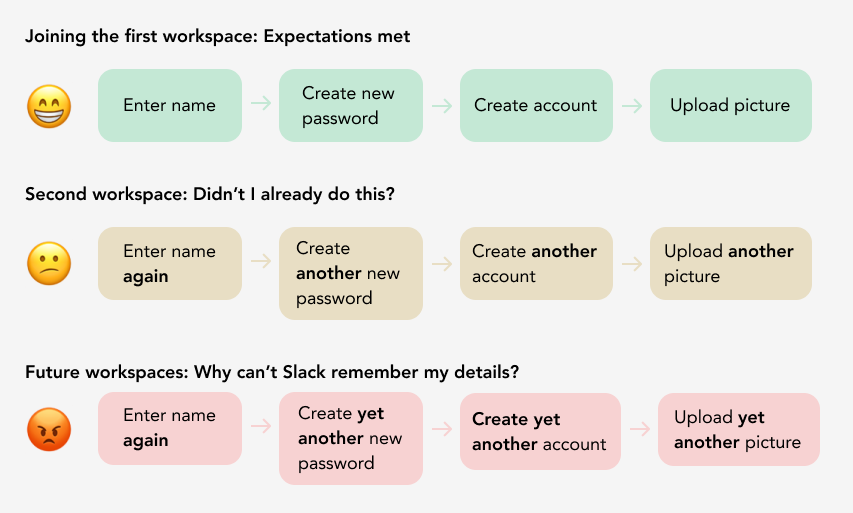 Joining the first workspace: Expectations met
Enter name
Create new
password
Create account
Upload picture
Second workspace: Didn’t I already do this?
Enter name
again
Create
another new
password
Create another
account
Upload another
picture
Future workspaces: Why can’t Slack remember my details?
Enter name
again
Create yet
another new
password
Create yet
another account
Upload yet
another picture